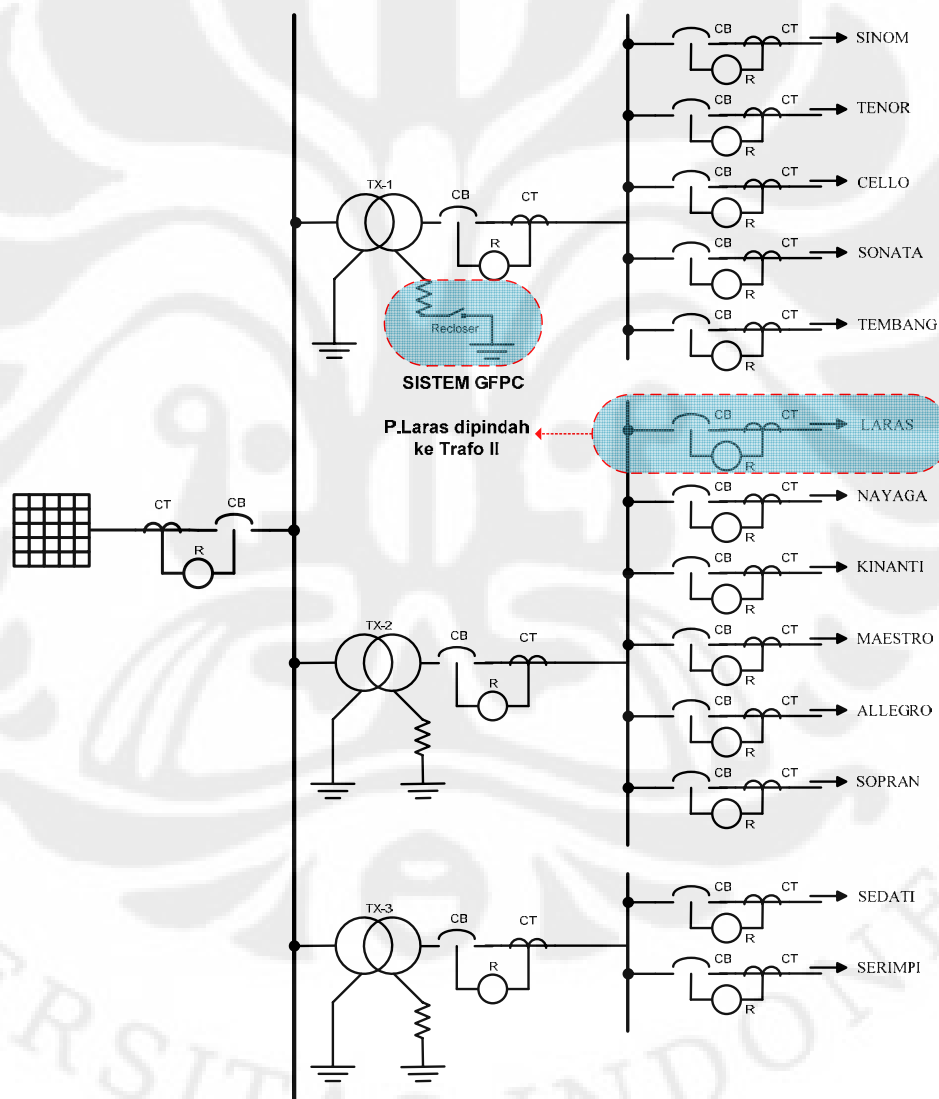 CB CT SINOM
R
CB CT TENOR
R
CB CT CELLO
R
CB CT SONATA
R
CB CT TEMBANG
R
TX-1
CB
CT
R
Recloser
SISTEM GFPC
P.Laras dipindah
ke Trafo II
CB CT LARAS
R
CB CT NAYAGA
R
CB CT KINANTI
R
CB CT MAESTRO
R
CB CT ALLEGRO
R
CB CT SOPRAN
R
CT
CB
R
TX-2
CB
CT
R
CB CT SEDATI
R
CB CT SERIMPI
R
TX-3
CB
CT
R
ERSITAS INDONE